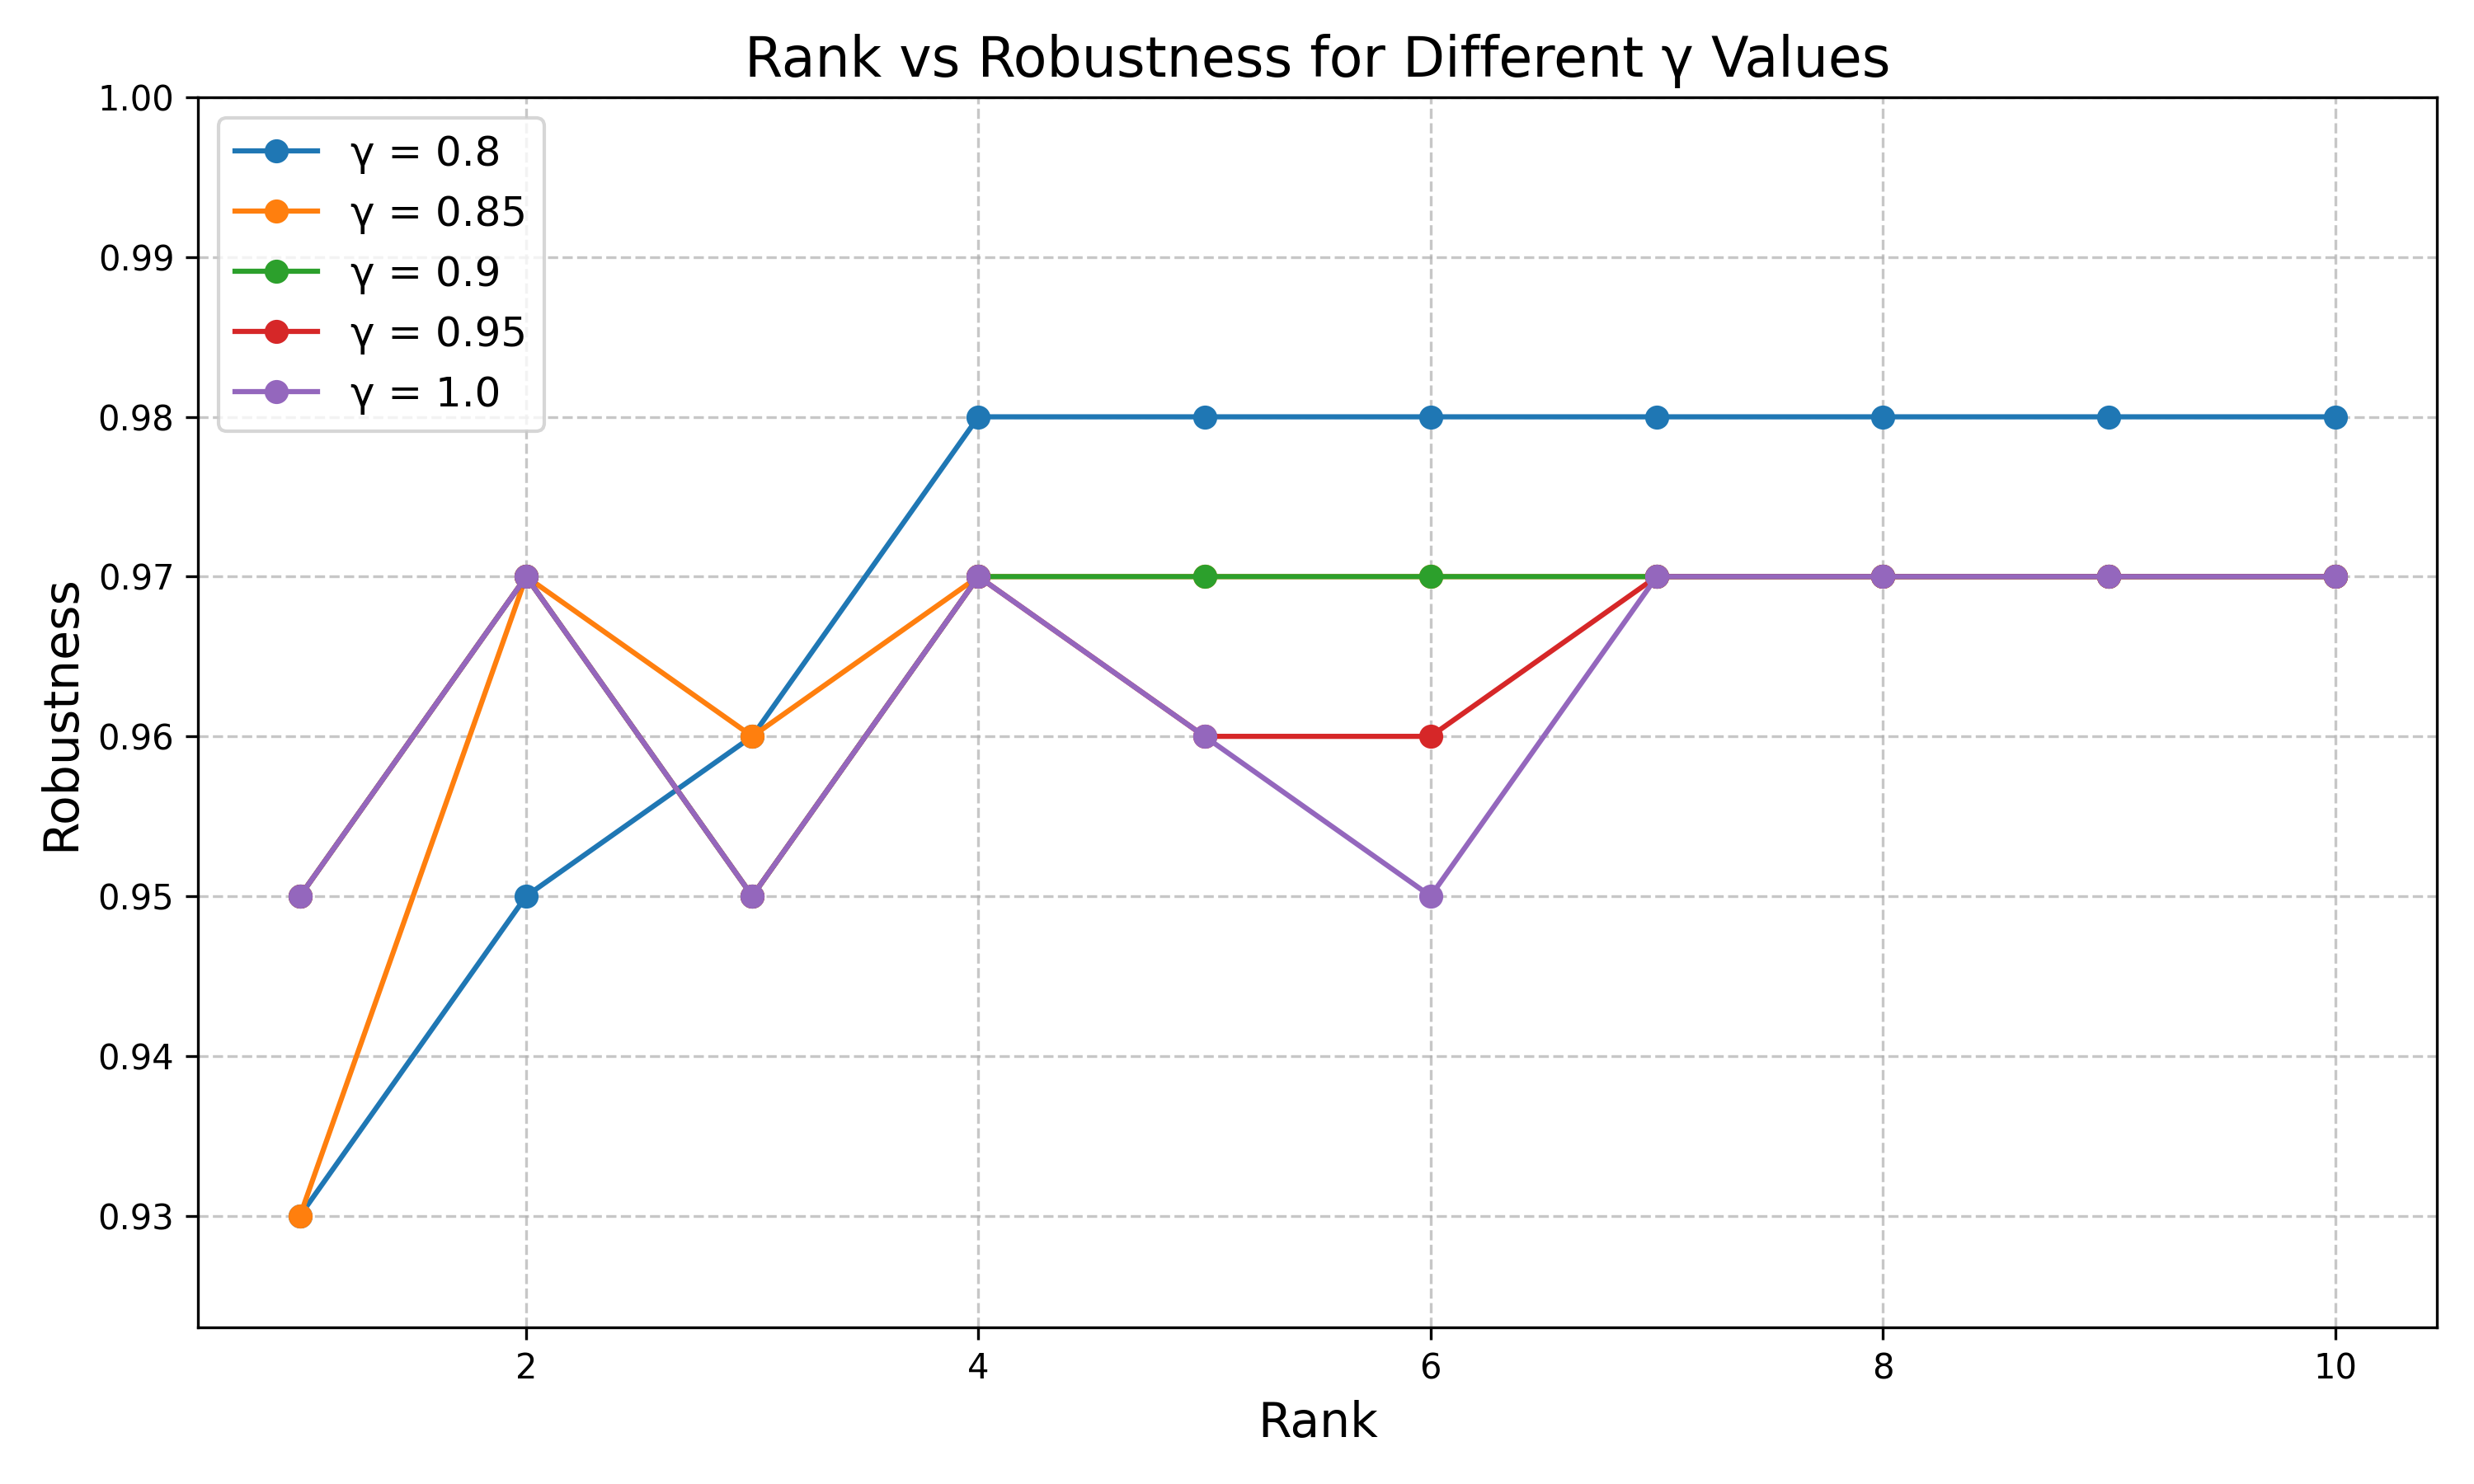 Rank vs Robustness for Different γ Values
1.00
0.99
0.98
0.97
0.96
0.95
0.94
0.93
Robustness
γ = 0.8
γ = 0.85
γ = 0.9
γ = 0.95
γ = 1.0
2 4 6 8 10
Rank